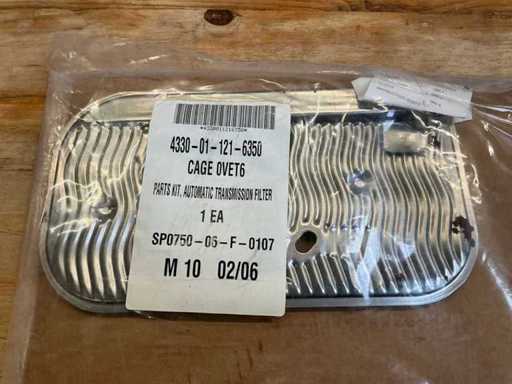 4330-01-121-6350
CAGE 0VET6
PARTS KIT, AUTOMATIC TRANSMISSION FILTER
1 EA
SP0750-05-F-0107
M 10 02/06